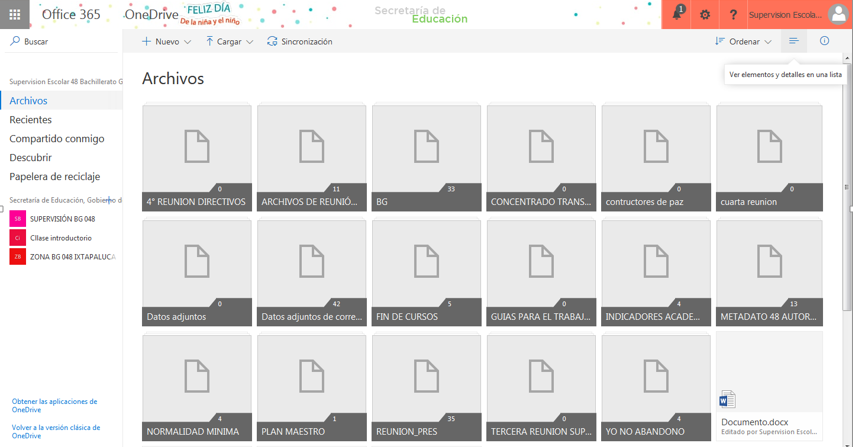 Office 365
OneDrive
FELIZ DÍA
De la niña y el niño
Secretaría de
Educación
1
?
Supervision Escola...
Buscar
Nuevo
Cargar
Sincronización
Ordenar
Ver elementos y detalles en una lista
Supervision Escolar 48 Bachillerato G
Archivos
Recientes
Compartido conmigo
Descubrir
Papelera de reciclaje
Secretaría de Educación, Gobierno d
SB SUPERVISIÓN BG 048
CI Cllase introductorio
ZB ZONA BG 048 IXTAPALUCA
Obtener las aplicaciones de
OneDrive
Volver a la versión clásica de
OneDrive
Archivos
0
4° REUNION DIRECTIVOS
11
ARCHIVOS DE REUNIÓ...
33
BG
0
CONCENTRADO TRANS...
0
contructores de paz
0
cuarta reunion
0
Datos adjuntos
42
Datos adjuntos de corre...
5
FIN DE CURSOS
0
GUIAS PARA EL TRABAJ...
4
INDICADORES ACADE...
13
METADATO 48 AUTOR...
4
NORMALIDAD MINIMA
1
PLAN MAESTRO
35
REUNION_PRES
0
TERCERA REUNION SUP...
4
YO NO ABANDONO
Documento.docx
Editado por Supervision Escol...